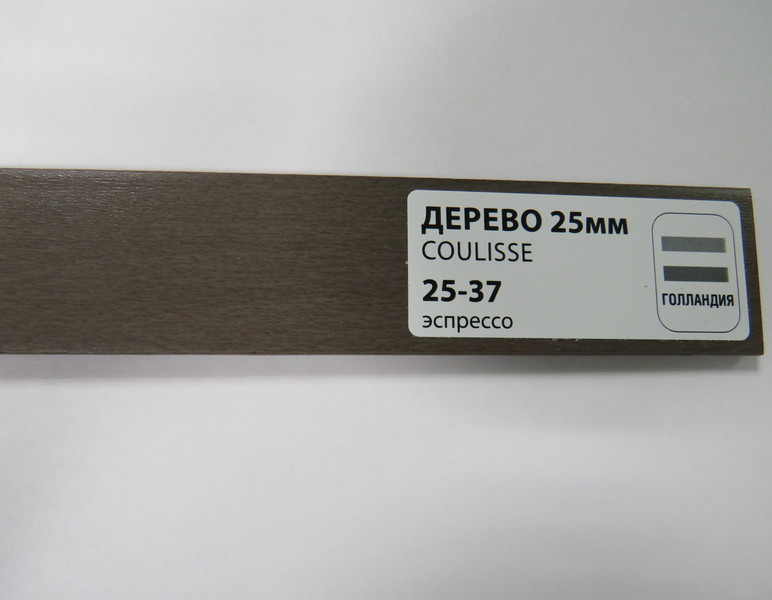 ДЕРЕВО 25мм
COULISSE
25-37
эспрессо
ГОЛЛАНДИЯ